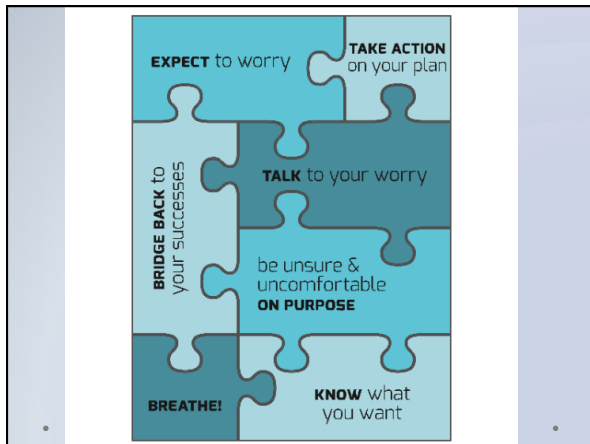 EXPECT to worry
TAKE ACTION
on your plan
BRIDGE BACK to
your successes
TALK to your worry
be unsure &
uncomfortable
ON PURPOSE
BREATHE!
KNOW what
you want